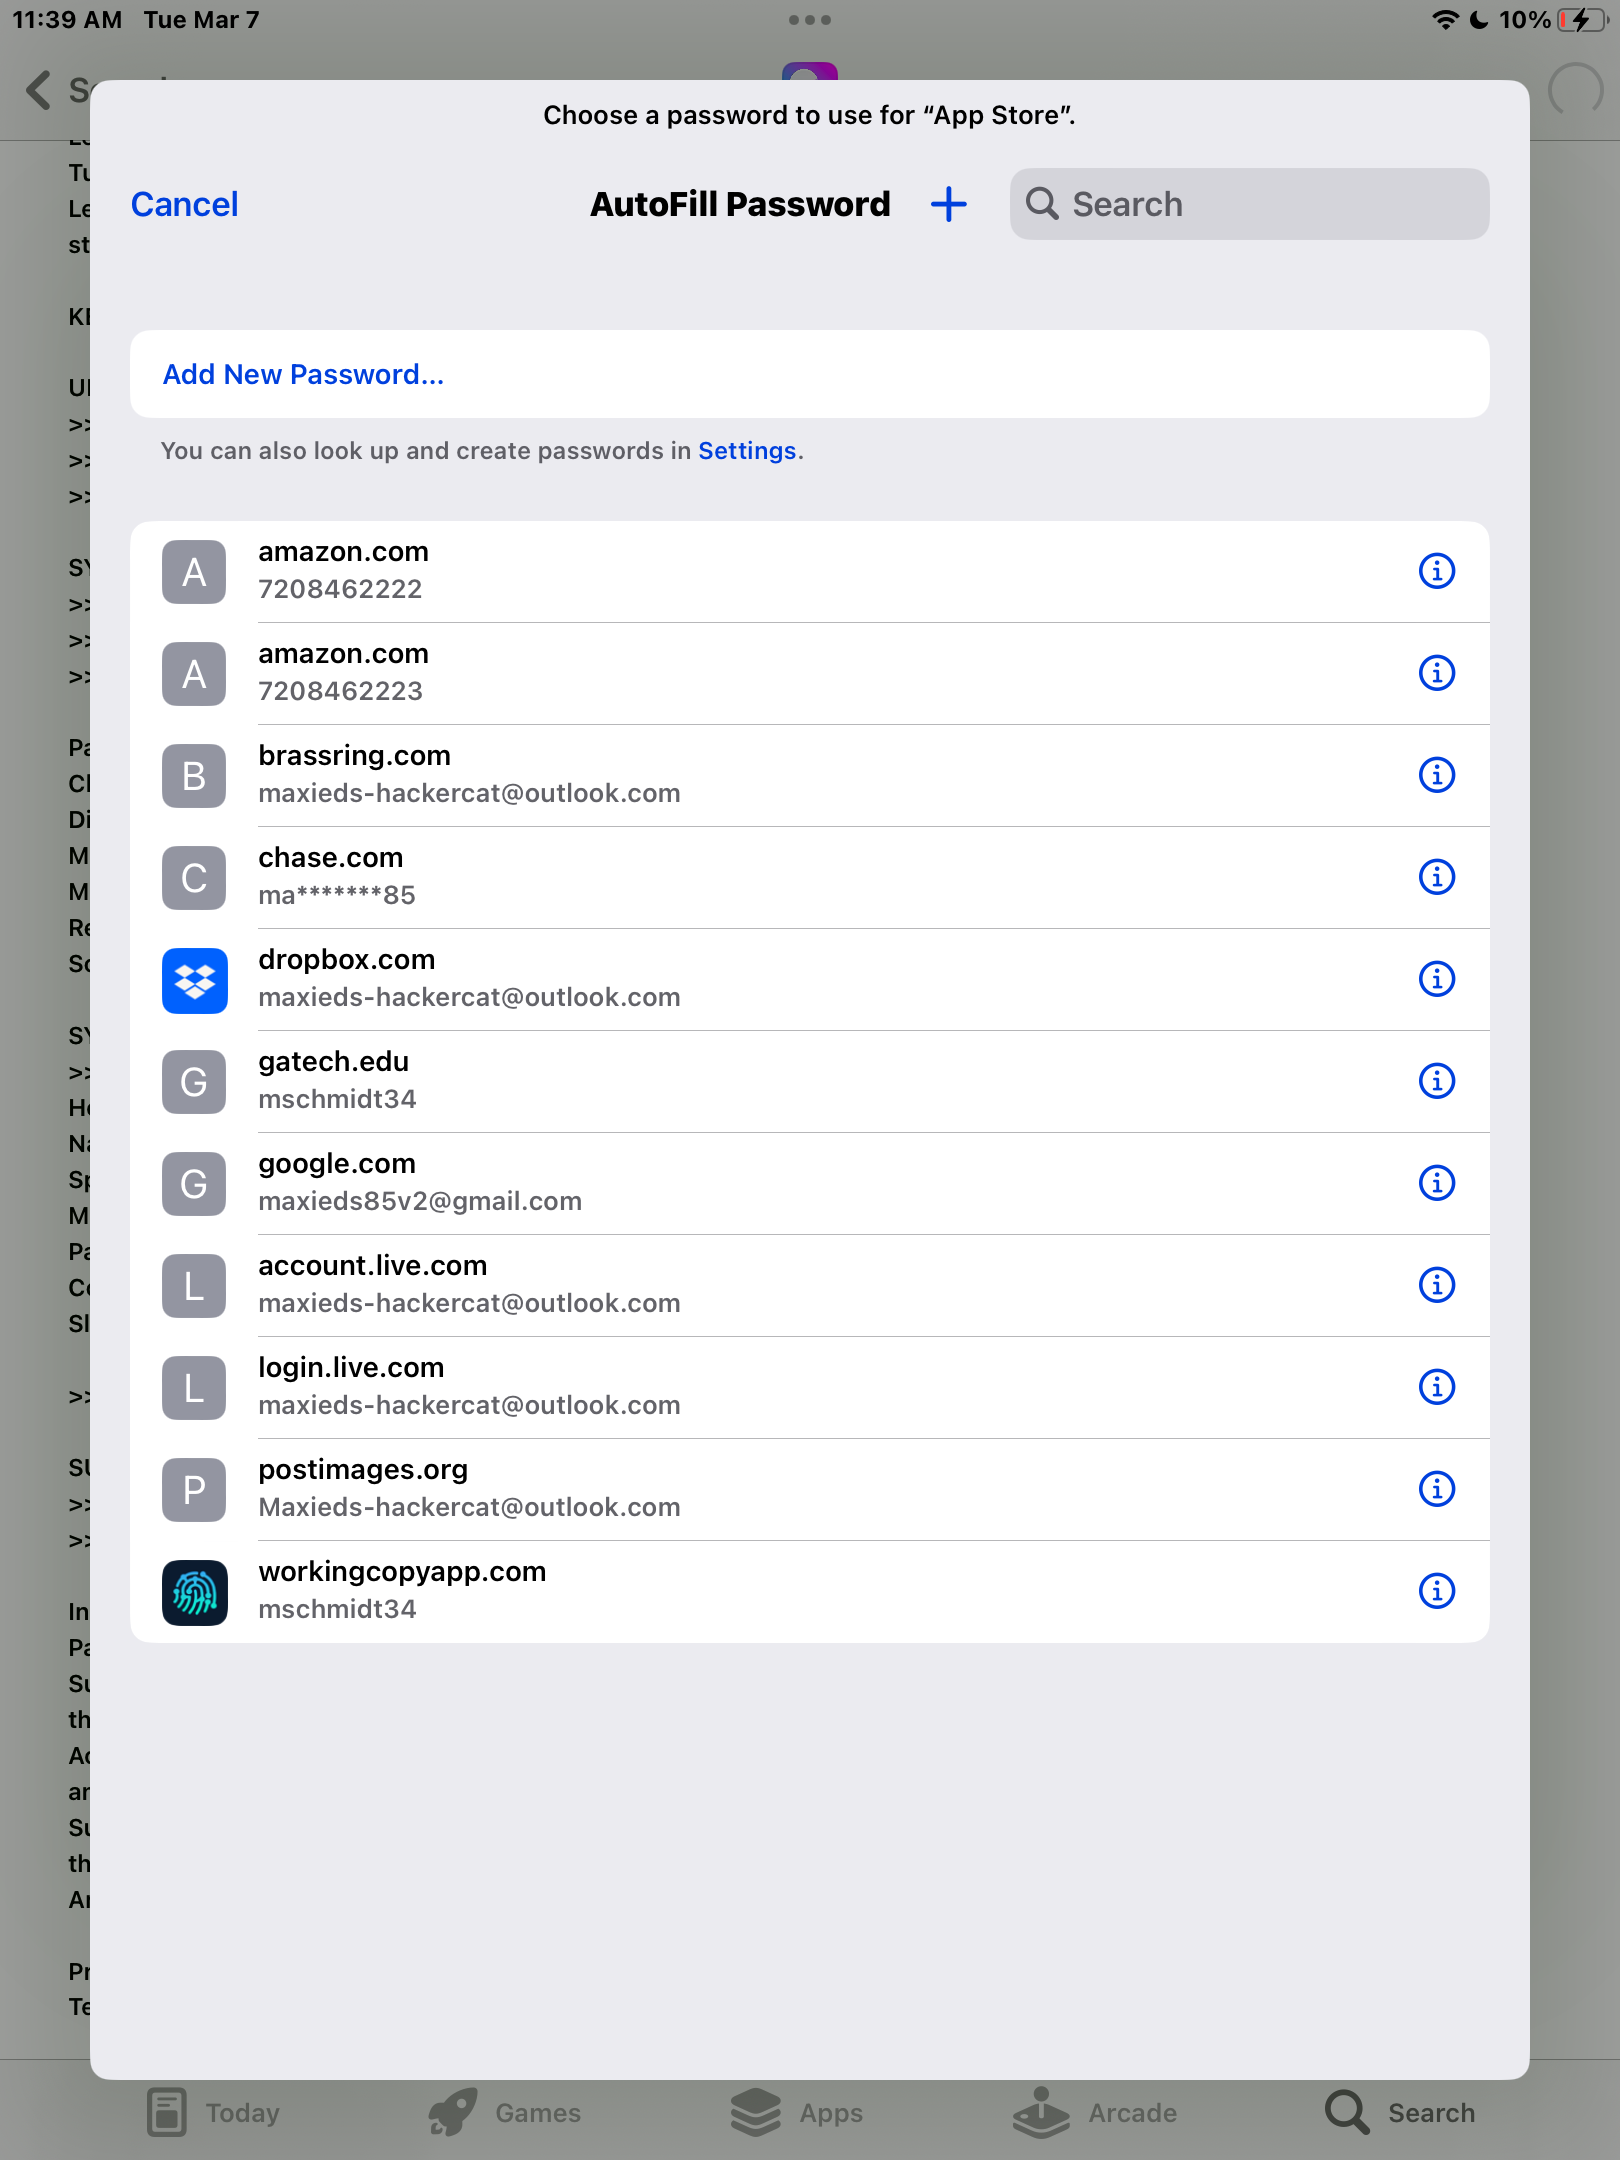 11:39 AM Tue Mar 7
10%
Choose a password to use for “App Store”.
Cancel
AutoFill Password
Search
Add New Password...
You can also look up and create passwords in Settings.
A
amazon.com
7208462222
A
amazon.com
7208462223
B
brassring.com
maxieds-hackercat@outlook.com
C
chase.com
ma*******85
dropbox.com
maxieds-hackercat@outlook.com
G
gatech.edu
mschmidt34
G
google.com
maxieds85v2@gmail.com
L
account.live.com
maxieds-hackercat@outlook.com
L
login.live.com
maxieds-hackercat@outlook.com
P
postimages.org
Maxieds-hackercat@outlook.com
workingcopyapp.com
mschmidt34
Today
Games
Apps
Arcade
Search